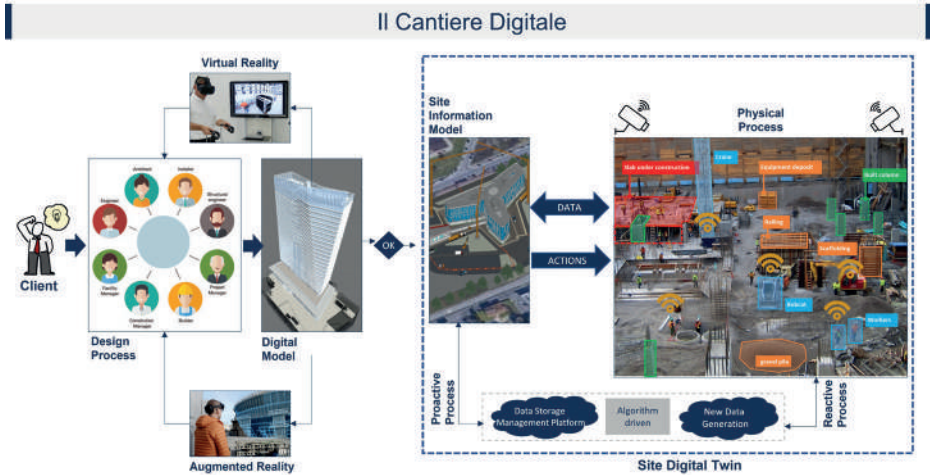 Il Cantiere Digitale
Virtual Reality
Client
Architect
Installer
Engineer
Structural
engineer
Facility
Manager
Project Manager
Construction
Manager
Builder
Design
Process
Digital
Model
Augmented Reality
OK
Site
Information
Model
DATA
ACTIONS
Physical
Process
Slab under construction
Crane
Equipment deposit
Built column
Railing
Scaffolding
Bobcat
Workers
gravel pile
Proactive
Process
Data Storage
Management Platform
Algorithm
driven
New Data
Generation
Reactive
Process
Site Digital Twin